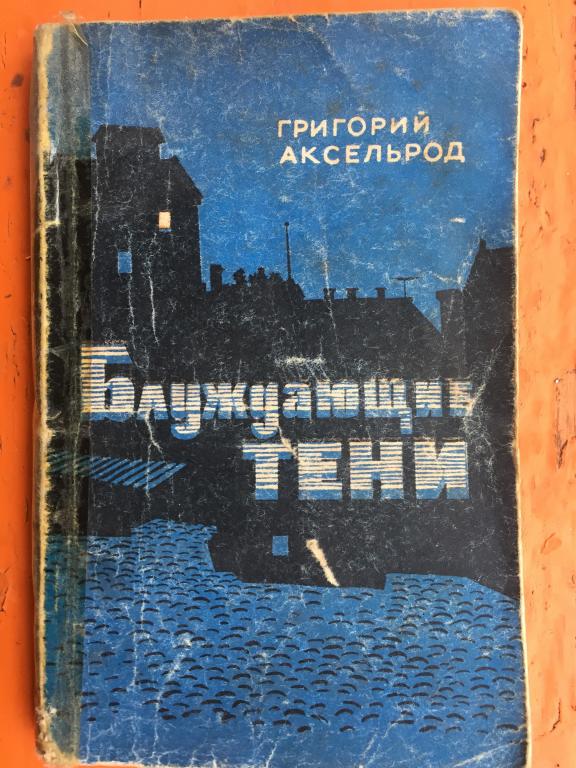 ГРИГОРИЙ
АКСЕЛЬРОД
Блуждающие
ТЕНИ